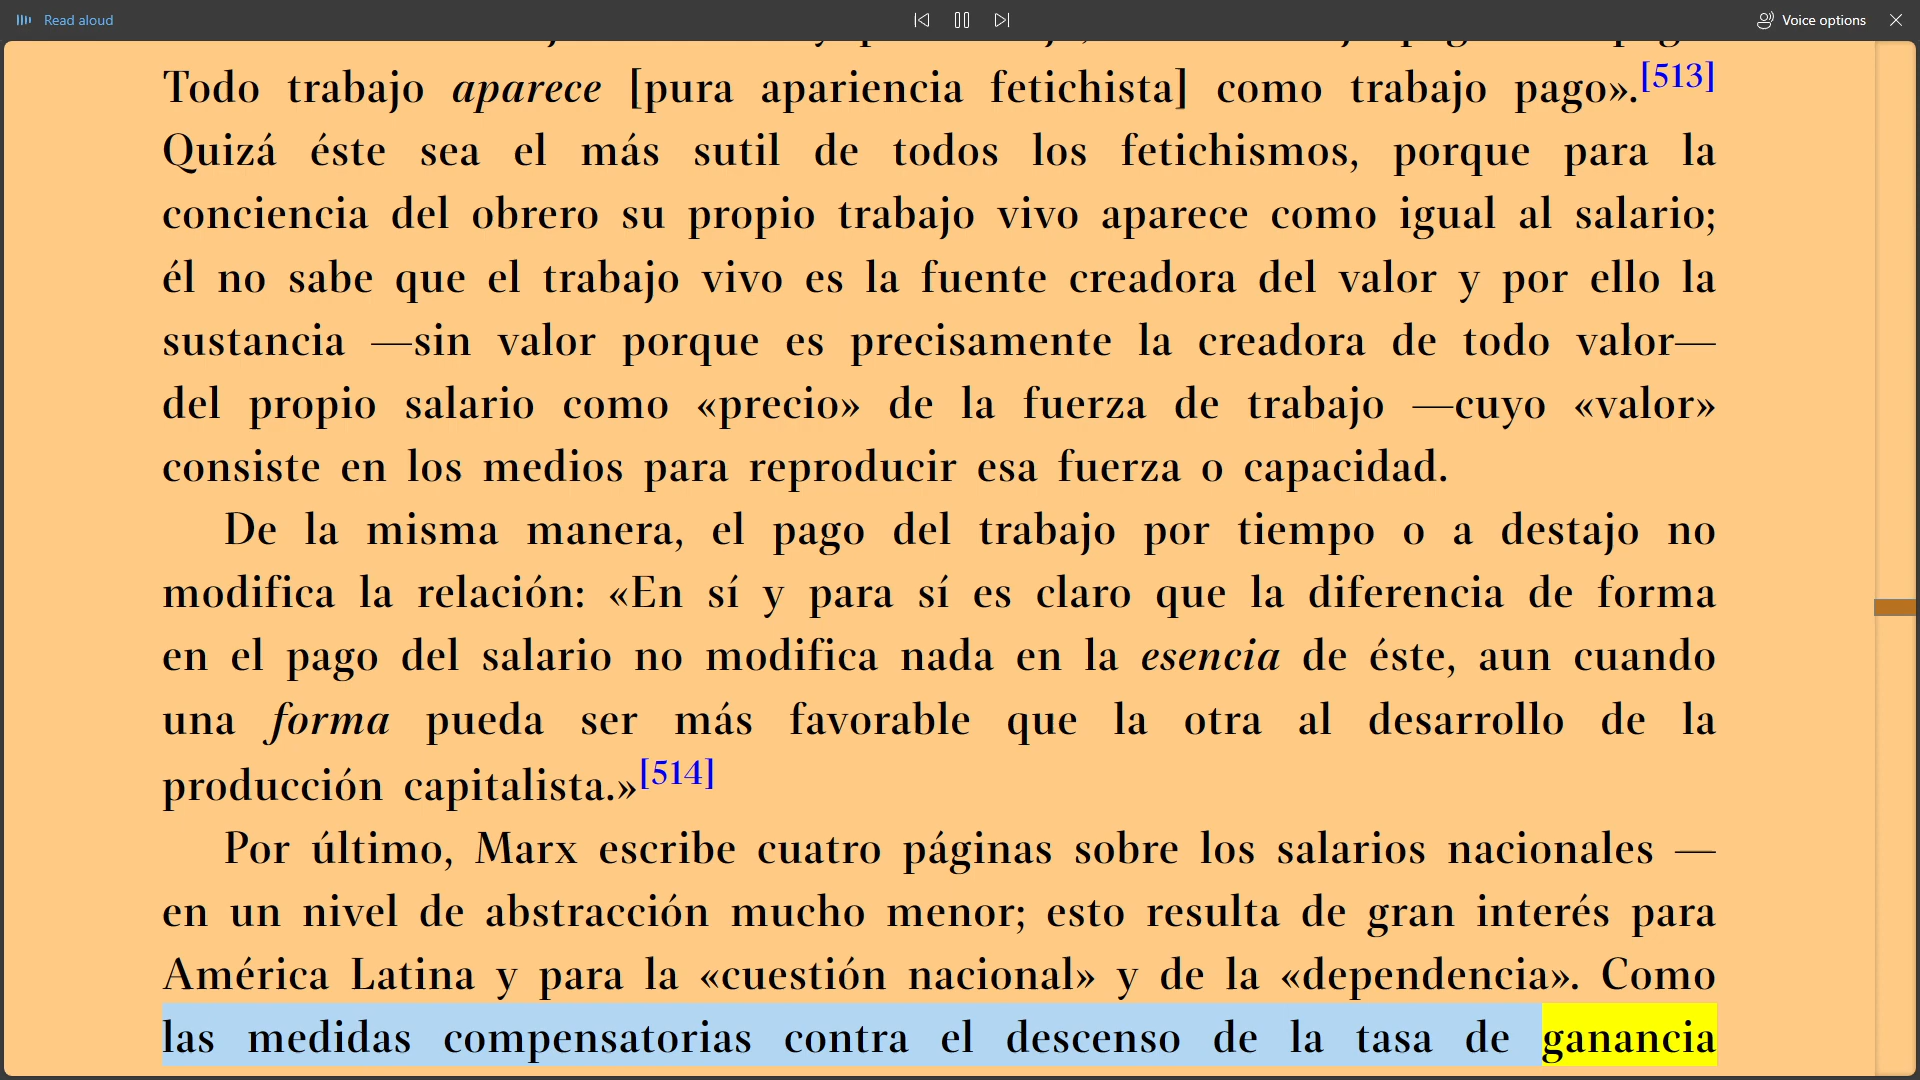 Read aloud
Voice options
Todo trabajo aparece [pura apariencia fetichista] como trabajo pago».[513]
Quizá éste sea el más sutil de todos los fetichismos, porque para la
conciencia del obrero su propio trabajo vivo aparece como igual al salario;
él no sabe que el trabajo vivo es la fuente creadora del valor y por ello la
sustancia —sin valor porque es precisamente la creadora de todo valor—
del propio salario como «precio» de la fuerza de trabajo —cuyo «valor»
consiste en los medios para reproducir esa fuerza o capacidad.
De la misma manera, el pago del trabajo por tiempo o a destajo no
modifica la relación: «En sí y para sí es claro que la diferencia de forma
en el pago del salario no modifica nada en la esencia de éste, aun cuando
una forma pueda ser más favorable que la otra al desarrollo de la
producción capitalista.»[514]
Por último, Marx escribe cuatro páginas sobre los salarios nacionales —
en un nivel de abstracción mucho menor; esto resulta de gran interés para
América Latina y para la «cuestión nacional» y de la «dependencia». Como
las medidas compensatorias contra el descenso de la tasa de ganancia